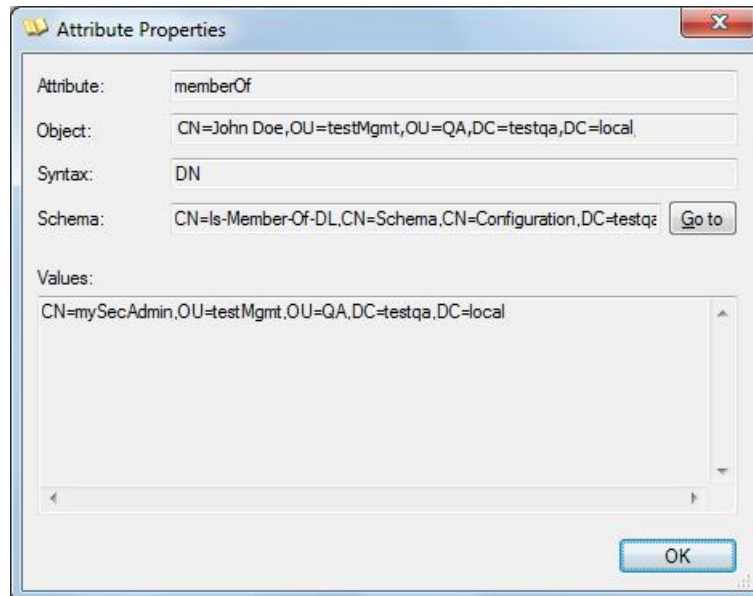 Attribute Properties
Attribute: memberOf
Object: CN=John Doe,OU=testMgmt,OU=QA,DC=testqa,DC=local
Syntax: DN
Schema: CN=Is-Member-Of-DL,CN=Schema,CN=Configuration,DC=testqa Go to
Values:
CN=mySecAdmin,OU=testMgmt,OU=QA,DC=testqa,DC=local
OK